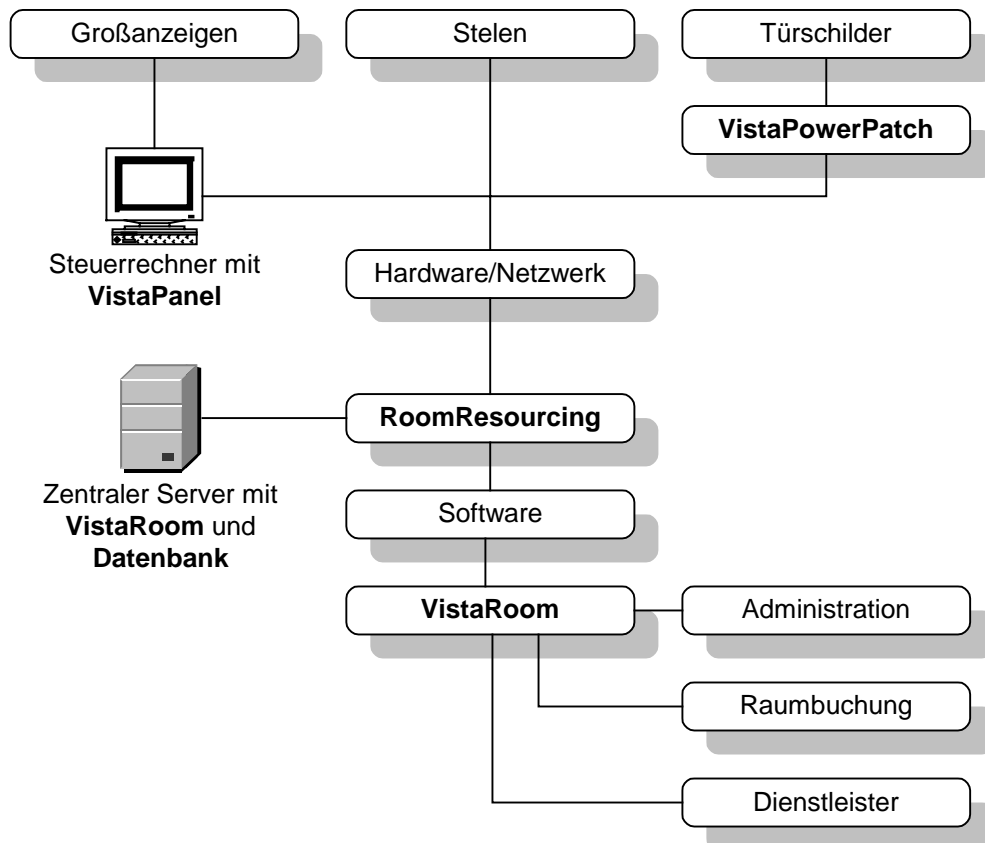 Großanzeigen
Stelen
Türschilder
VistaPowerPatch
Steuerrechner mit
VistaPanel
Hardware/Netzwerk
RoomResourcing
Zentraler Server mit
VistaRoom und
Datenbank
Software
VistaRoom
Administration
Raumbuchung
Dienstleister